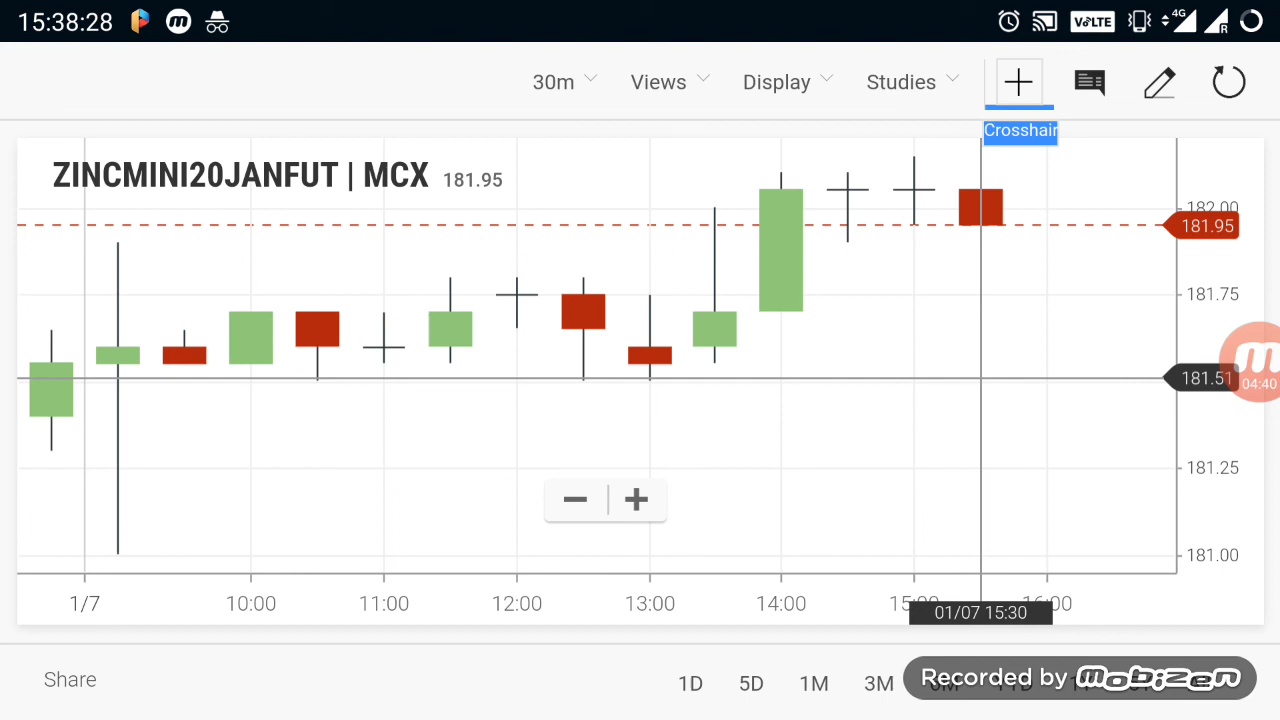 15:38:28
VoLTE 4G R
30m Views Display Studies
Crosshair
ZINCMINI20JANFUT | MCX 181.95
182.00
181.95
181.75
181.51
04:40
181.25
181.00
1/7 10:00 11:00 12:00 13:00 14:00
01/07 15:30
Share 1D 5D 1M 3M
Recorded by mobizen